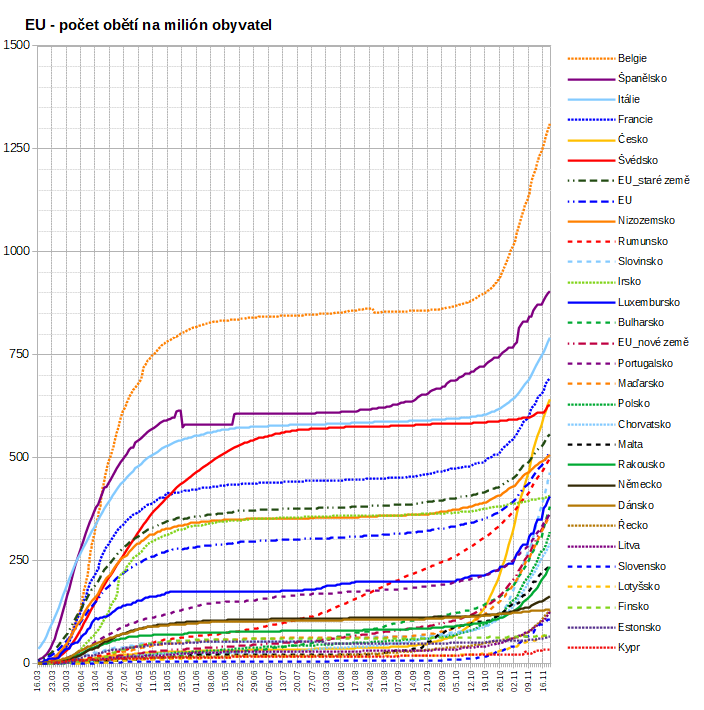 EU - počet obětí na milión obyvatel
1500
1250
1000
750
500
250
0
16.03
23.03
30.03
06.04
13.04
20.04
27.04
04.05
11.05
18.05
25.05
01.06
08.06
15.06
22.06
29.06
06.07
13.07
20.07
27.07
03.08
10.08
17.08
24.08
31.08
07.09
14.09
21.09
28.09
05.10
12.10
19.10
26.10
02.11
09.11
16.11
Belgie
Španělsko
Itálie
Francie
Česko
Švédsko
EU_staré země
EU
Nizozemsko
Rumunsko
Slovinsko
Irsko
Luxembursko
Bulharsko
EU_nové země
Portugalsko
Maďarsko
Polsko
Chorvatsko
Malta
Rakousko
Německo
Dánsko
Řecko
Litva
Slovensko
Lotyšsko
Finsko
Estonsko
Kypr